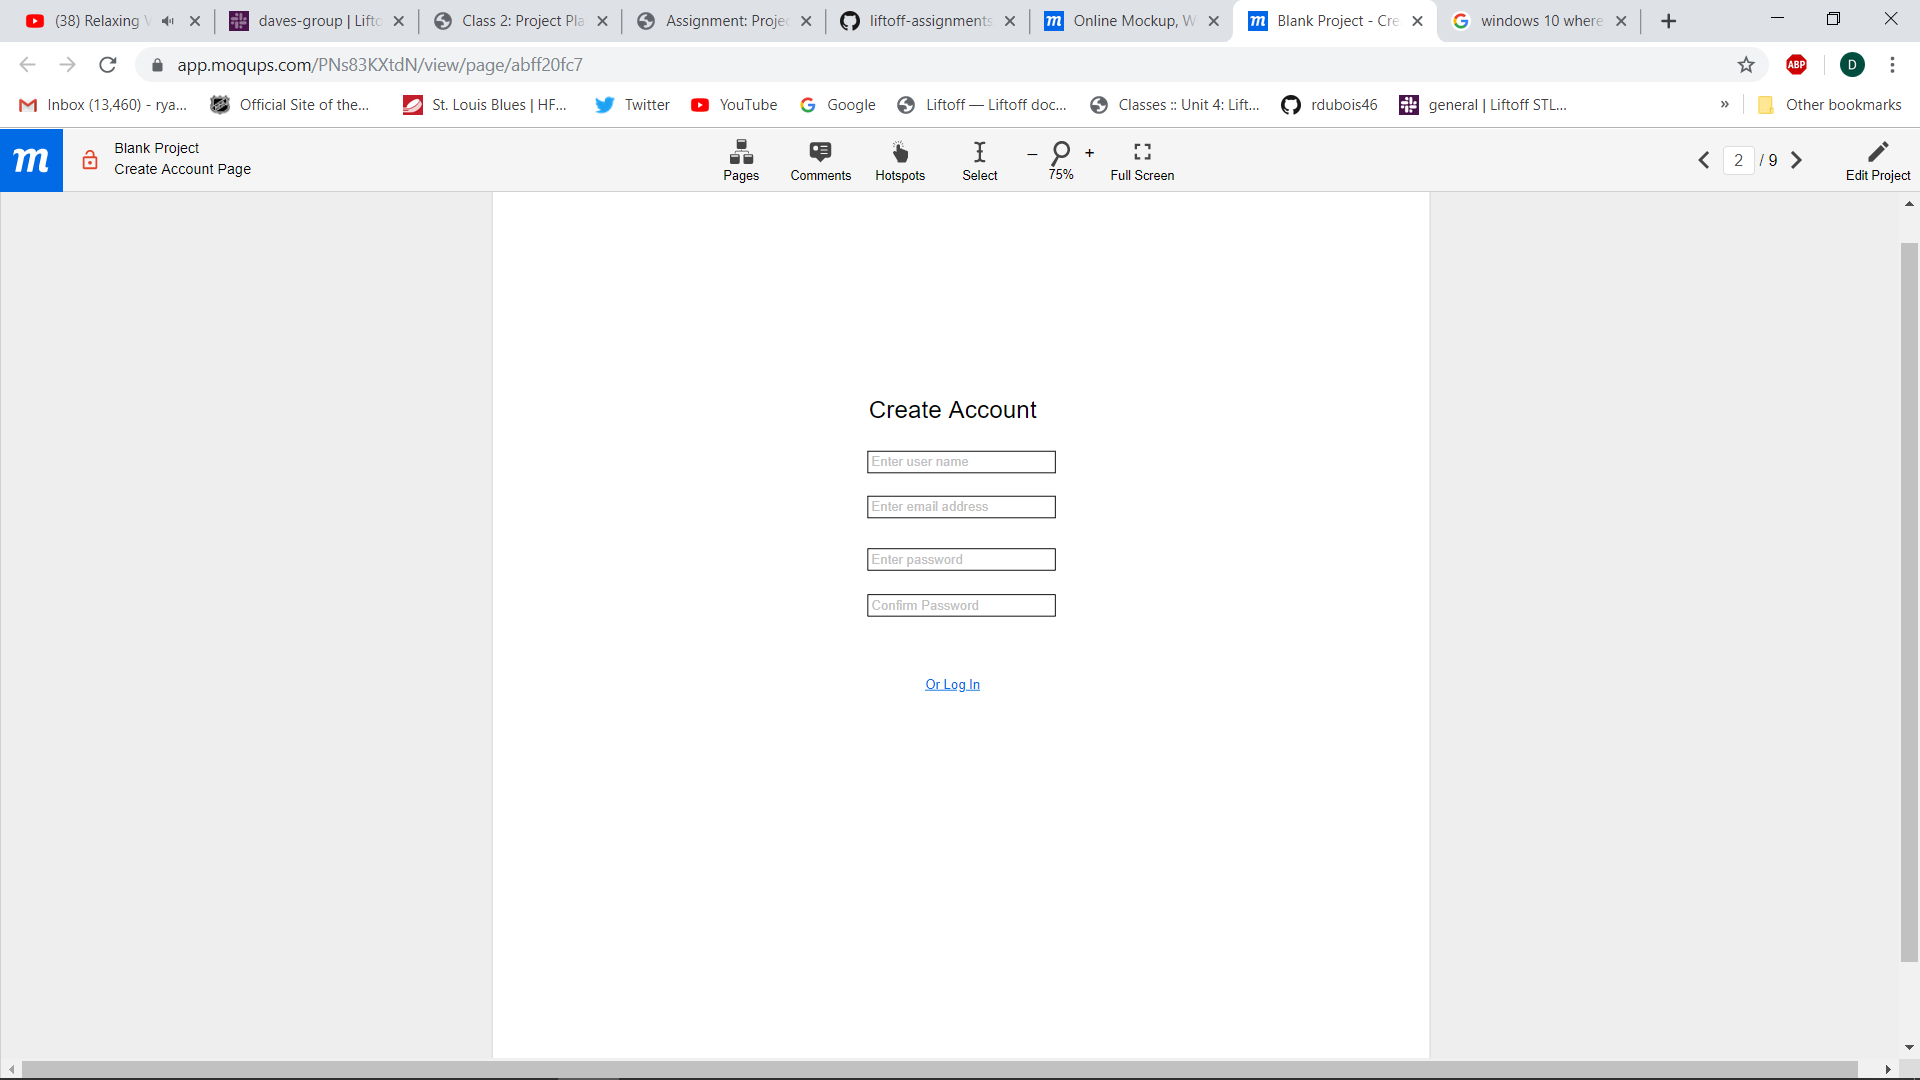 (38) Relaxing
daves-group | Lifto
Class 2: Project Pla
Assignment: Projec
liftoff-assignments
Online Mockup, W
Blank Project - Cre
windows 10 where
app.moqups.com/PNs83KXtdN/view/page/abff20fc7
ABP
D
Inbox (13,460) - rya...
Official Site of the...
St. Louis Blues | HF...
Twitter
YouTube
Google
Liftoff — Liftoff doc...
Classes :: Unit 4: Lift...
rdubois46
general | Liftoff STL...
»
Other bookmarks
m
Blank Project
Create Account Page
Pages
Comments
Hotspots
Select
– 75% +
Full Screen
2 / 9
Edit Project
Create Account
Enter user name
Enter email address
Enter password
Confirm Password
Or Log In